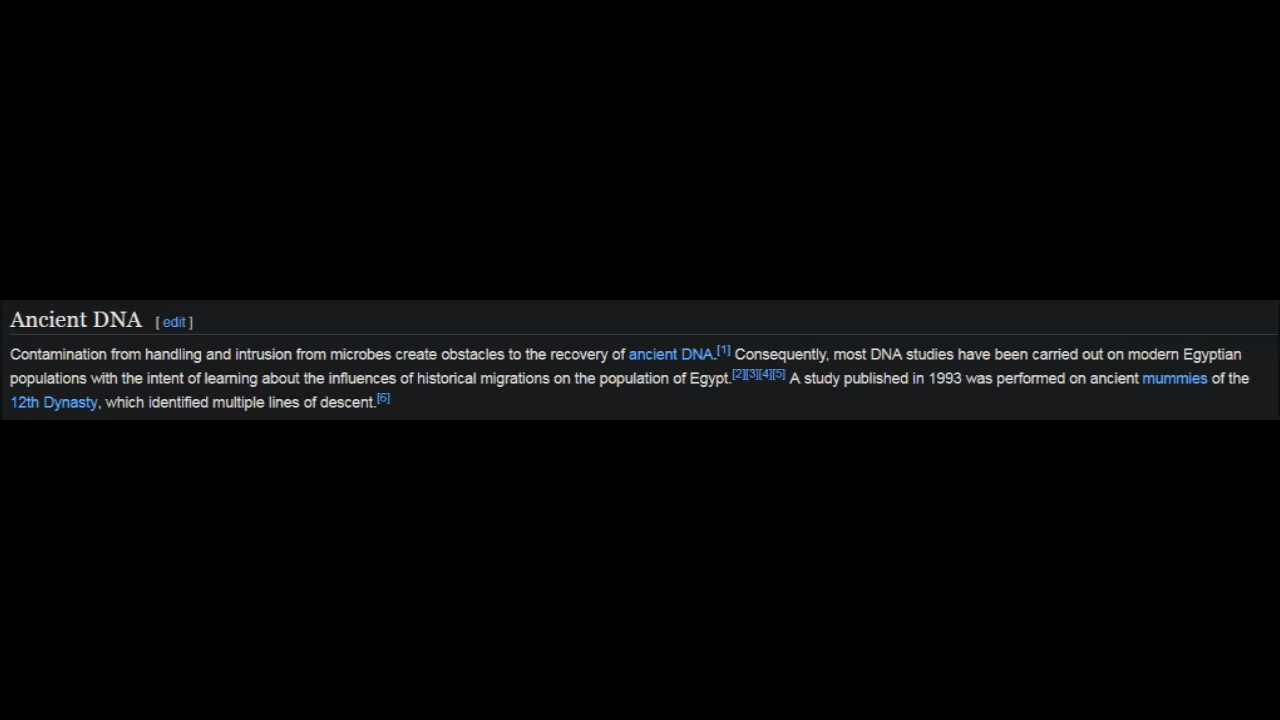 Ancient DNA [ edit ]
Contamination from handling and intrusion from microbes create obstacles to the recovery of ancient DNA.[1] Consequently, most DNA studies have been carried out on modern Egyptian
populations with the intent of learning about the influences of historical migrations on the population of Egypt.[2][3][4][5] A study published in 1993 was performed on ancient mummies of the
12th Dynasty, which identified multiple lines of descent.[6]